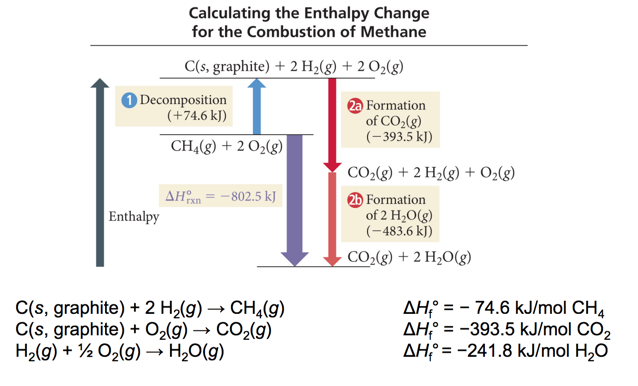 Calculating the Enthalpy Change
for the Combustion of Methane
C(s, graphite) + 2 H₂(g) + 2 O₂(g)
1 Decomposition
(+74.6 kJ)
2a Formation
of CO₂(g)
(−393.5 kJ)
CH₄(g) + 2 O₂(g)
CO₂(g) + 2 H₂(g) + O₂(g)
ΔH°rxn = −802.5 kJ
2b Formation
of 2 H₂O(g)
(−483.6 kJ)
Enthalpy
CO₂(g) + 2 H₂O(g)
C(s, graphite) + 2 H₂(g) → CH₄(g) ΔHf° = − 74.6 kJ/mol CH₄
C(s, graphite) + O₂(g) → CO₂(g) ΔHf° = −393.5 kJ/mol CO₂
H₂(g) + ½ O₂(g) → H₂O(g) ΔHf° = −241.8 kJ/mol H₂O